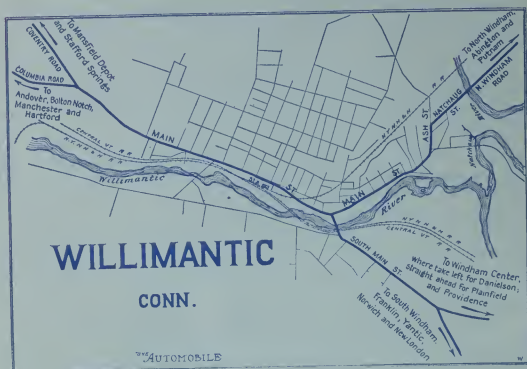 To Mansfield Depot
and Stafford Springs
COVENTRY ROAD
COLUMBIA ROAD
To
Andover, Bolton Notch,
Manchester and
Hartford
To North Windham,
Abington and
Putnam
N. WINDHAM
ROAD
NATCHAUG
ST.
ASH ST.
N.Y.N.H.& H. R.R.
MAIN
ST.
MAIN
ST.
CENTRAL VT. R.R.
N.Y.N.H.& H. R.R.
Willimantic
River
N.Y.N.H.& H. R.R.
CENTRAL VT. R.R.
SOUTH MAIN ST.
To Windham Center,
where take left for Danielson;
straight ahead for Plainfield
and Providence
To South Windham,
Franklin, Yantic,
Norwich and New London
WILLIMANTIC
CONN.
THE AUTOMOBILE
W